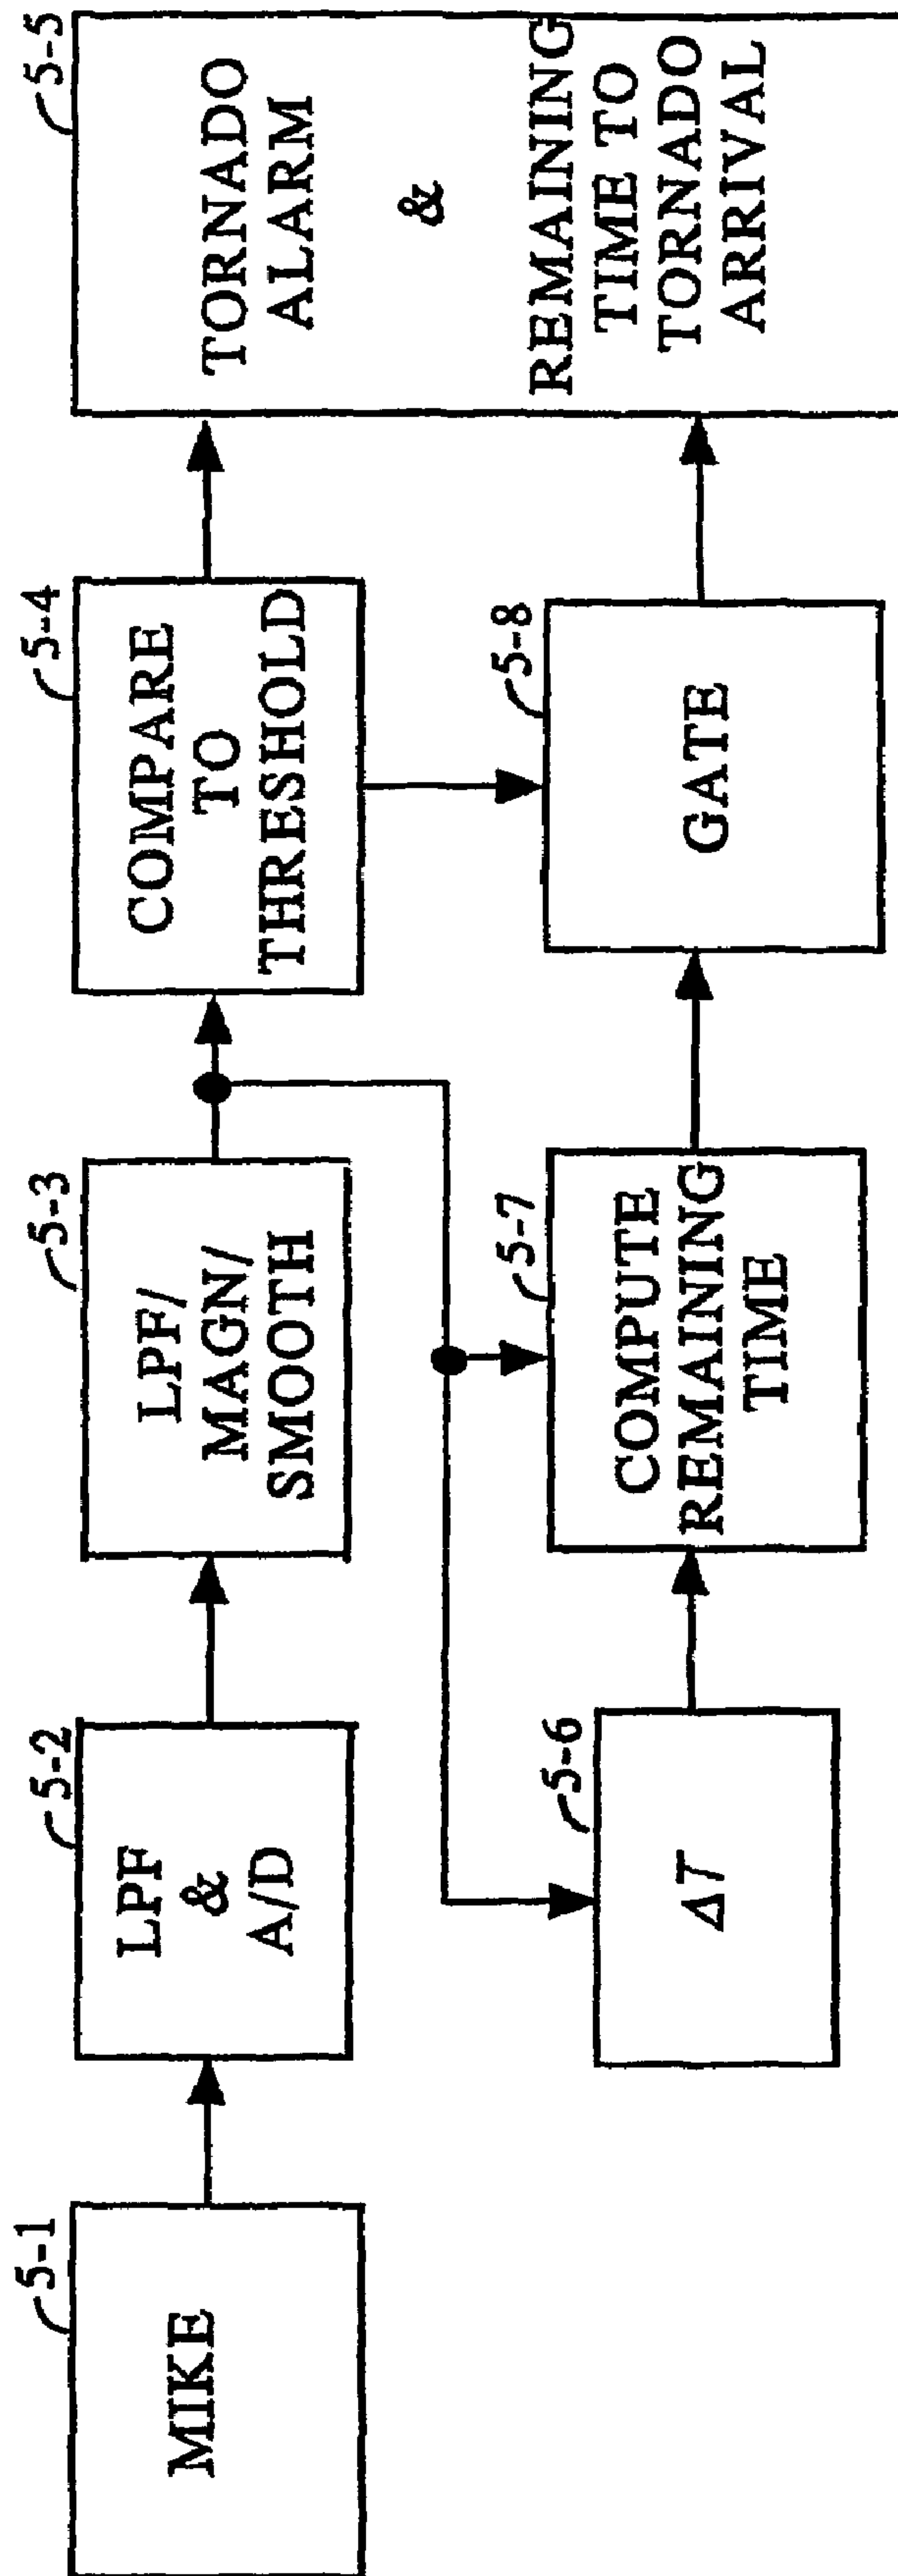 5-1
MIKE
5-2
LPF
&
A/D
5-3
LPF/
MAGN/
SMOOTH
5-4
COMPARE
TO
THRESHOLD
5-5
TORNADO
ALARM
&
REMAINING
TIME TO
TORNADO
ARRIVAL
5-6
ΔT
5-7
COMPUTE
REMAINING
TIME
5-8
GATE